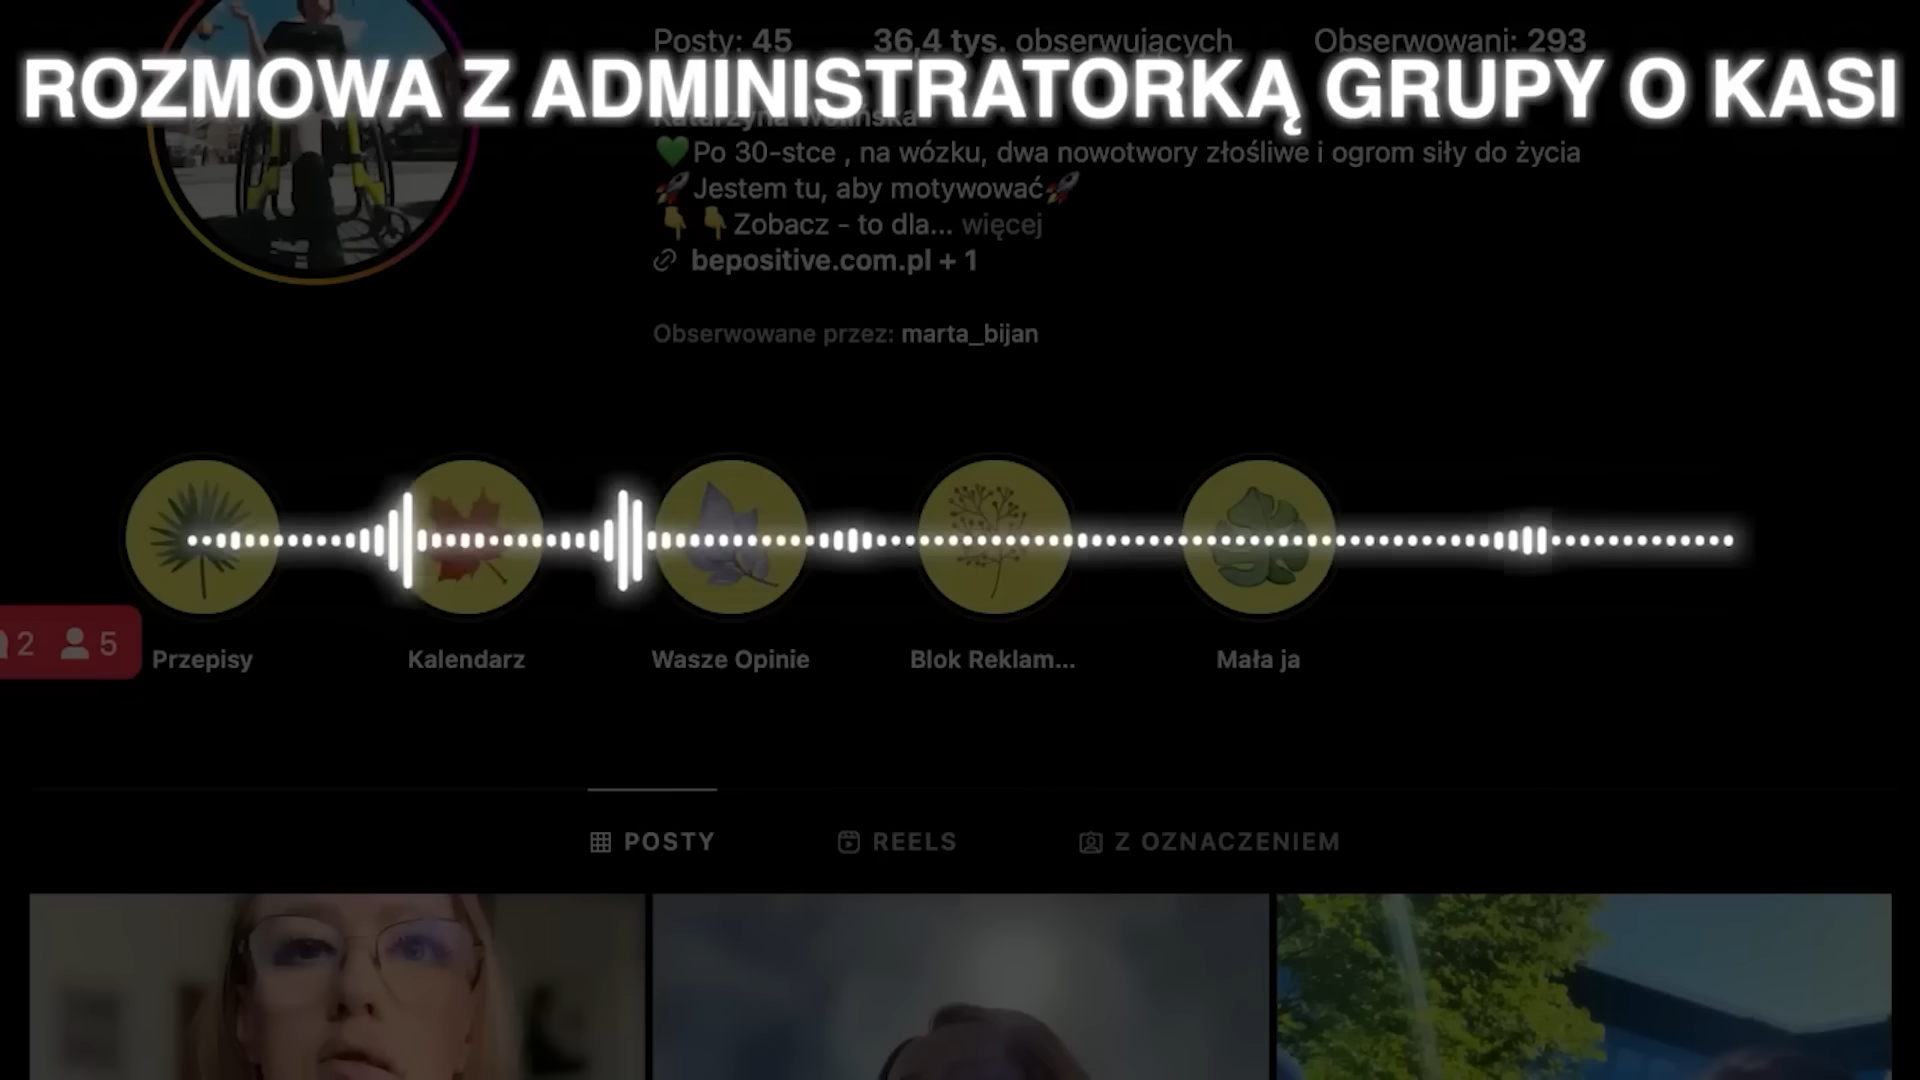 Posty: 45 36,4 tys. obserwujących Obserwowani: 293
ROZMOWA Z ADMINISTRATORKĄ GRUPY O KASI
Katarzyna Wolińska
💚Po 30-stce , na wózku, dwa nowotwory złośliwe i ogrom siły do życia
🚀Jestem tu, aby motywować🚀
👇👇Zobacz - to dla... więcej
bepositive.com.pl + 1
Obserwowane przez: marta_bijan
2 5
Przepisy Kalendarz Wasze Opinie Blok Reklam... Mała ja
POSTY REELS Z OZNACZENIEM